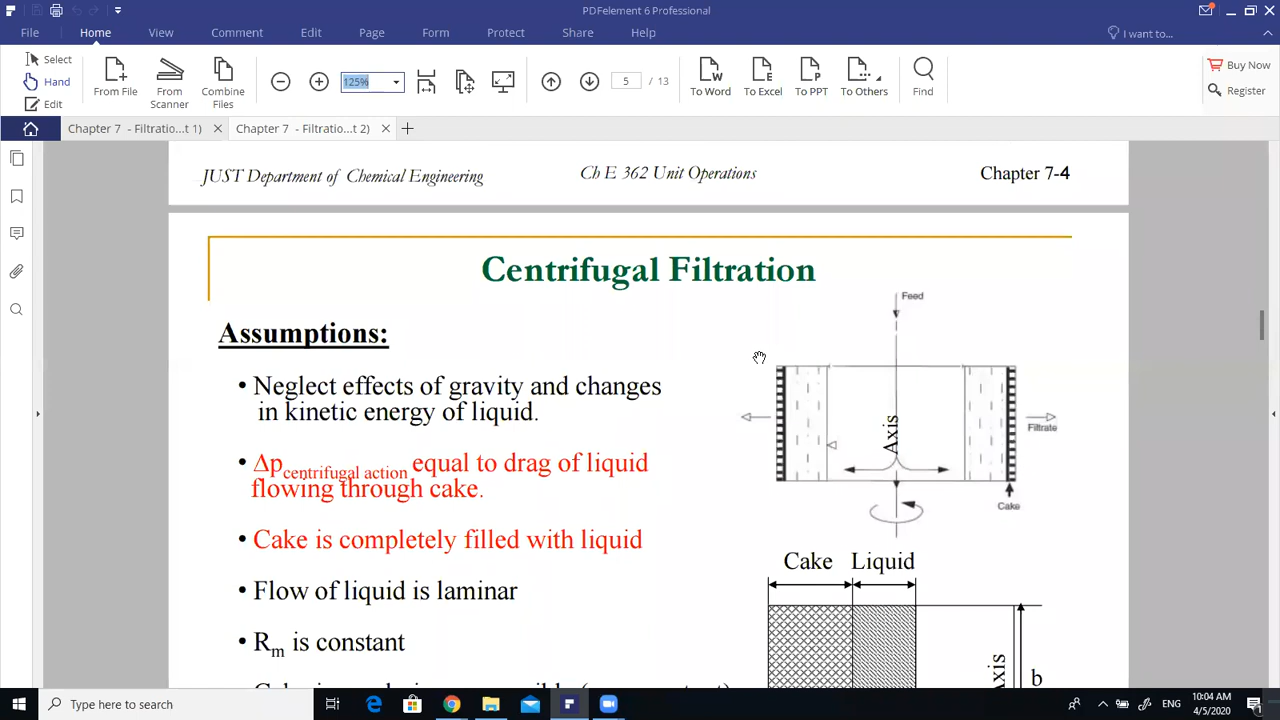 PDFelement 6 Professional
File Home View Comment Edit Form Page Protect Share Help I want to...
Select
Hand
Edit
From File
From Scanner
Combine Files
125%
5 / 13
To Word
To Excel
To PPT
To Others
Find
Buy Now
Register
Chapter 7 - Filtratio...t 1) ×
Chapter 7 - Filtratio...t 2) × +
JUST Department of Chemical Engineering Ch E 362 Unit Operations Chapter 7-4
Centrifugal Filtration
Assumptions:
• Neglect effects of gravity and changes
in kinetic energy of liquid.
• Δpcentrifugal action equal to drag of liquid
flowing through cake.
• Cake is completely filled with liquid
• Flow of liquid is laminar
• Rm is constant
Feed
Axis
Filtrate
Cake
Cake Liquid
Axis
b
Type here to search
ENG
10:04 AM
4/5/2020